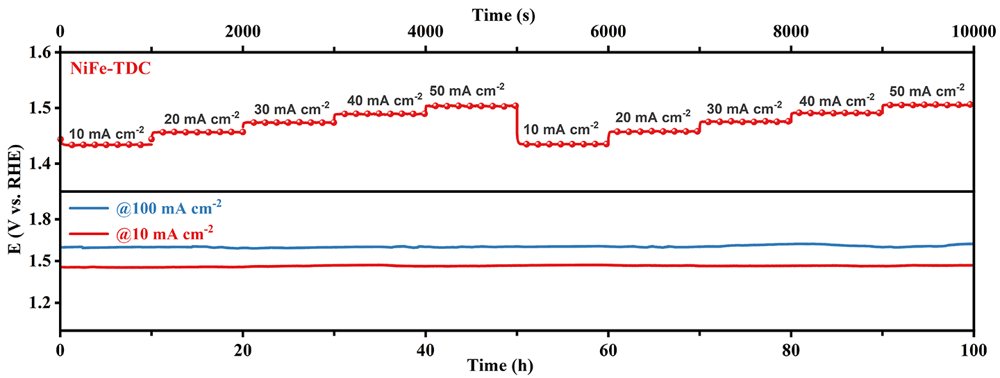 Time (s)
0 2000 4000 6000 8000 10000
1.6
NiFe-TDC
1.5
1.4
10 mA cm-2
20 mA cm-2
30 mA cm-2
40 mA cm-2
50 mA cm-2
10 mA cm-2
20 mA cm-2
30 mA cm-2
40 mA cm-2
50 mA cm-2
E (V vs. RHE)
@100 mA cm-2
@10 mA cm-2
1.8
1.5
1.2
0 20 40 60 80 100
Time (h)